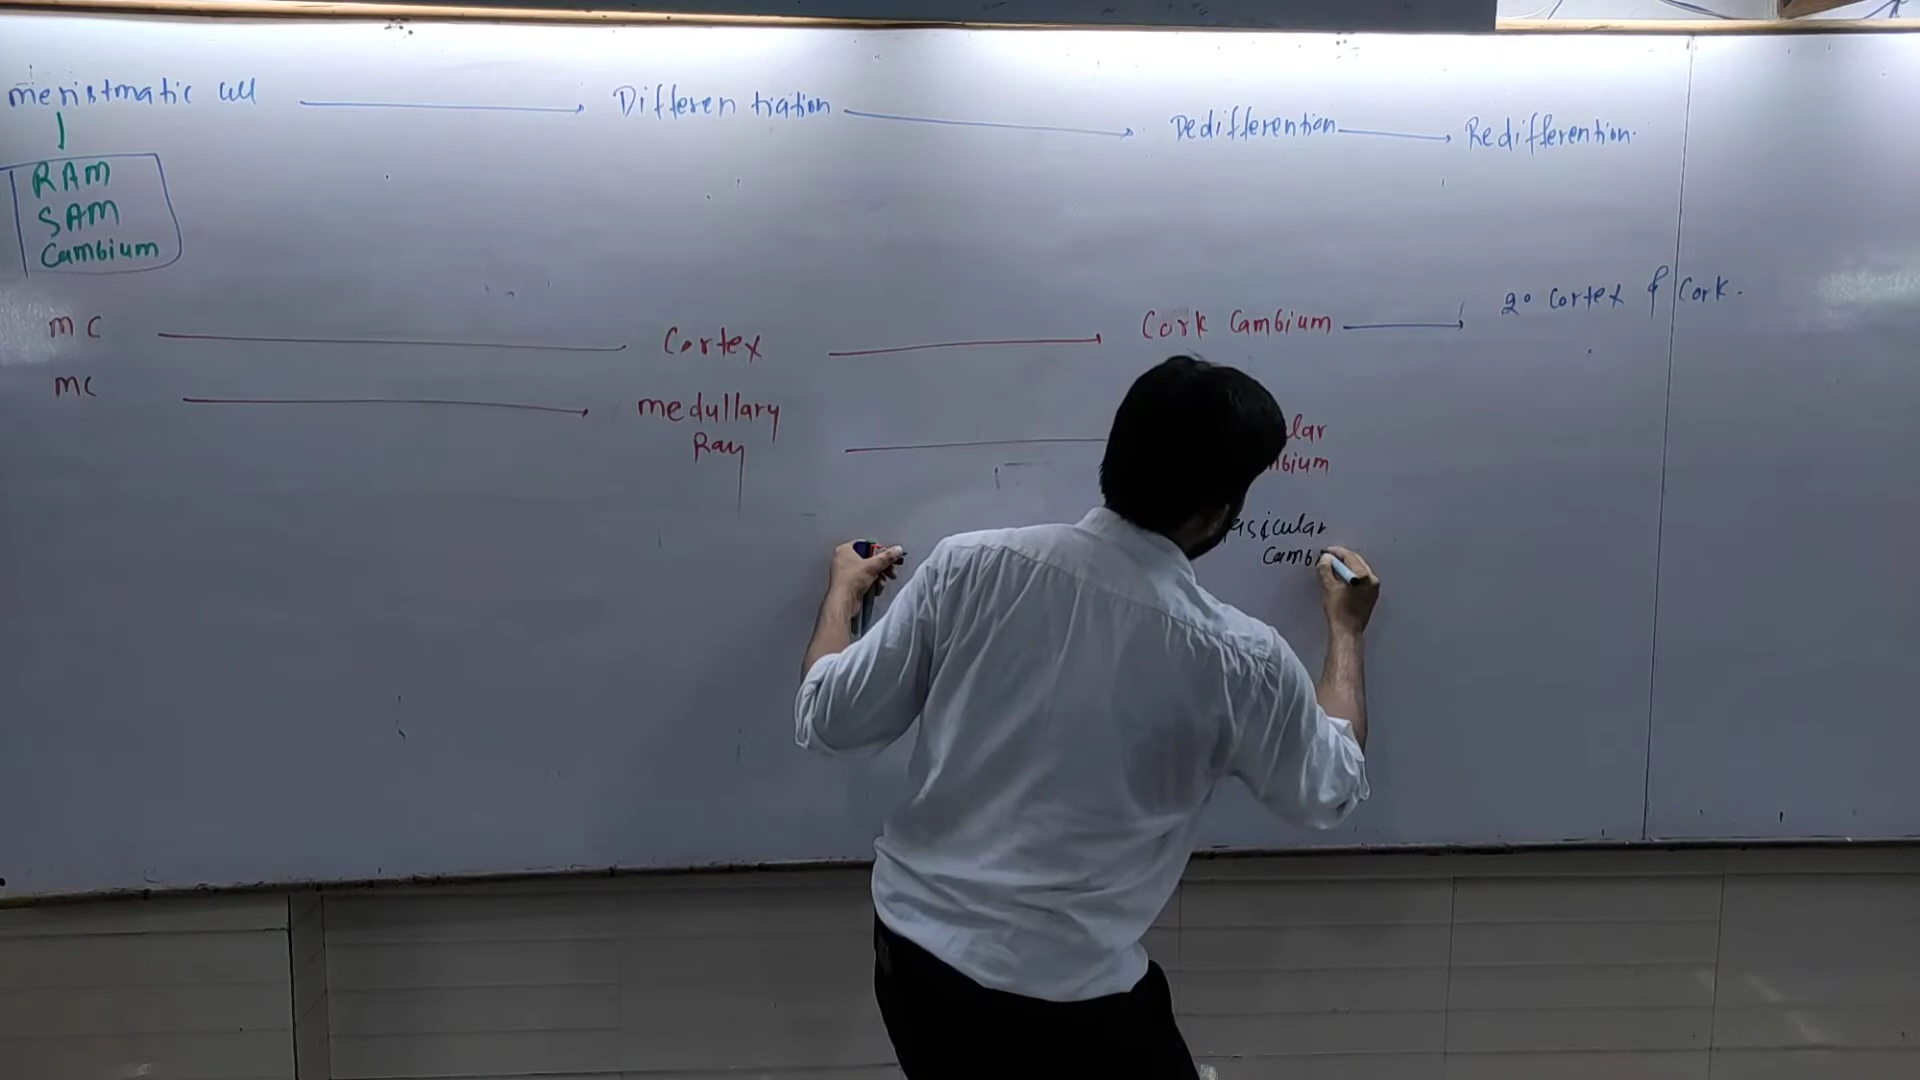 meristmatic cell → Differentiation → Dedifferention → Redifferention.
RAM
SAM
Cambium
MC → Cortex → Cork Cambium → 2° Cortex & Cork.
MC → medullary
Ray →